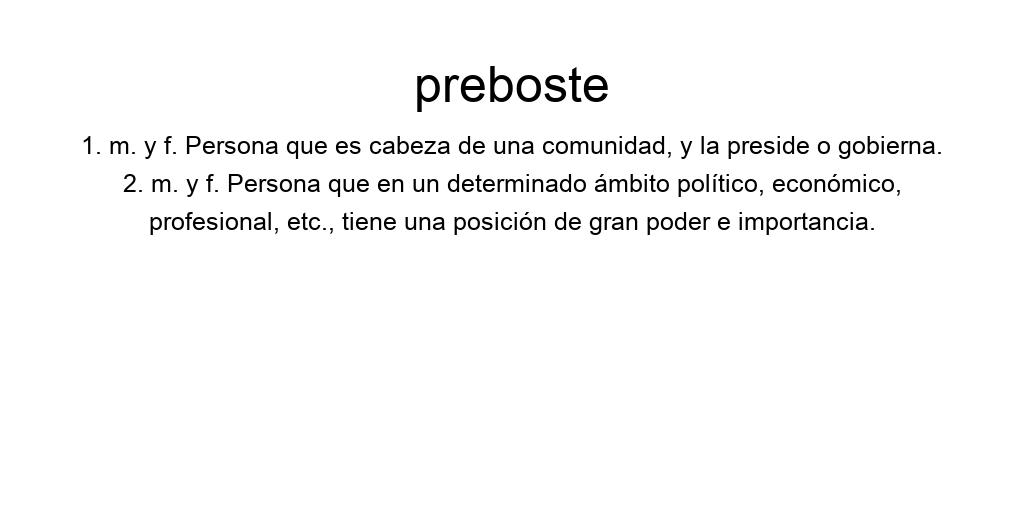 preboste
1. m. y f. Persona que es cabeza de una comunidad, y la preside o gobierna.
2. m. y f. Persona que en un determinado ámbito político, económico,
profesional, etc., tiene una posición de gran poder e importancia.